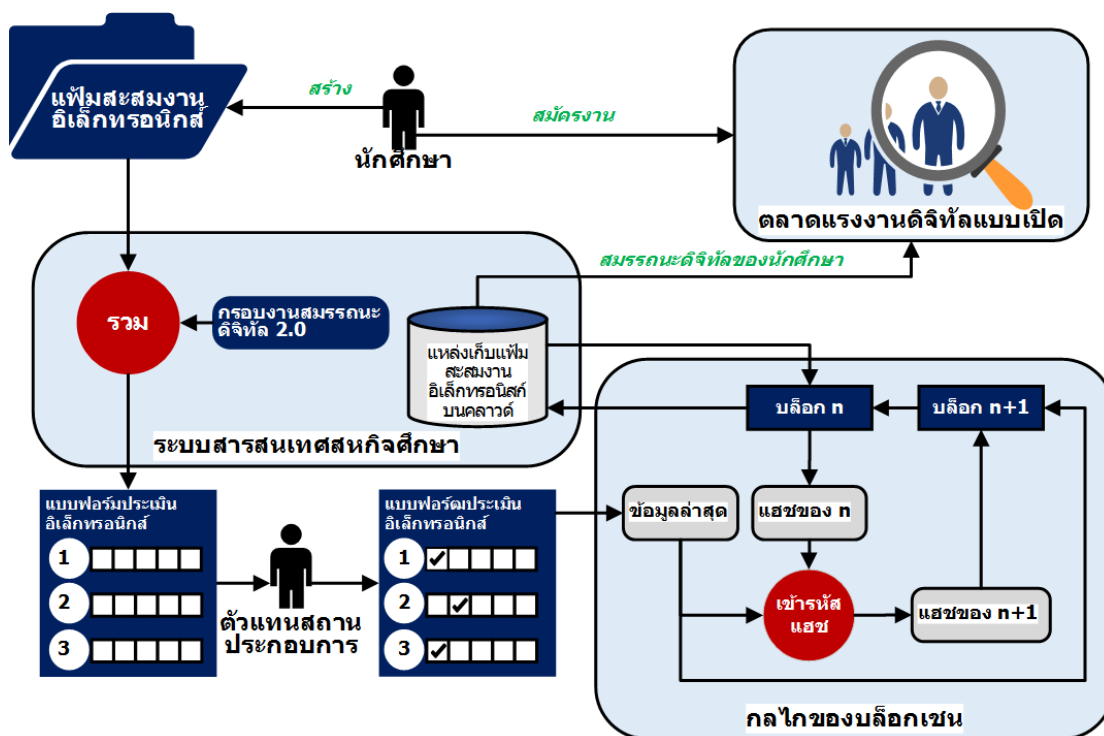 แฟ้มสะสมงาน
อิเล็กทรอนิกส์
สร้าง
นักศึกษา
สมัครงาน
ตลาดแรงงานดิจิทัลแบบเปิด
สมรรถนะดิจิทัลของนักศึกษา
รวม
กรอบงานสมรรถนะ
ดิจิทัล 2.0
แหล่งเก็บแฟ้ม
สะสมงาน
อิเล็กทรอนิสก์
บนคลาวด์
ระบบสารสนเทศสหกิจศึกษา
บล็อก n
บล็อก n+1
แบบฟอร์มประเมิน
อิเล็กทรอนิกส์
1
2
3
ตัวแทนสถาน
ประกอบการ
แบบฟอร์ฒประเมิน
อิเล็กทรอนิกส์
1
2
3
ข้อมูลล่าสุด
แฮชของ n
เข้ารหัส
แฮช
แฮชของ n+1
กลไกของบล็อกเชน